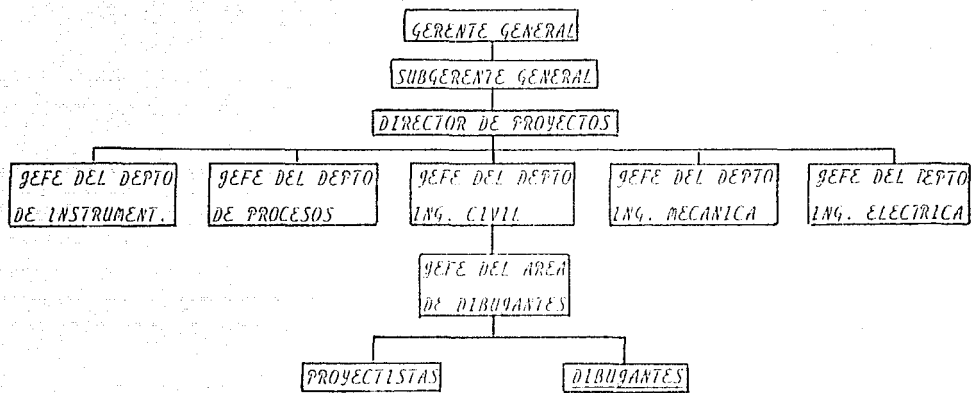 GERENTE GENERAL
SUBGERENTE GENERAL
DIRECTOR DE PROYECTOS
JEFE DEL DEPTO
DE INSTRUMENT.
JEFE DEL DEPTO
DE PROCESOS
JEFE DEL DEPTO
ING. CIVIL
JEFE DEL DEPTO
ING. MECANICA
JEFE DEL DEPTO
ING. ELECTRICA
JEFE DEL AREA
DE DIBUJANTES
PROYECTISTAS
DIBUJANTES